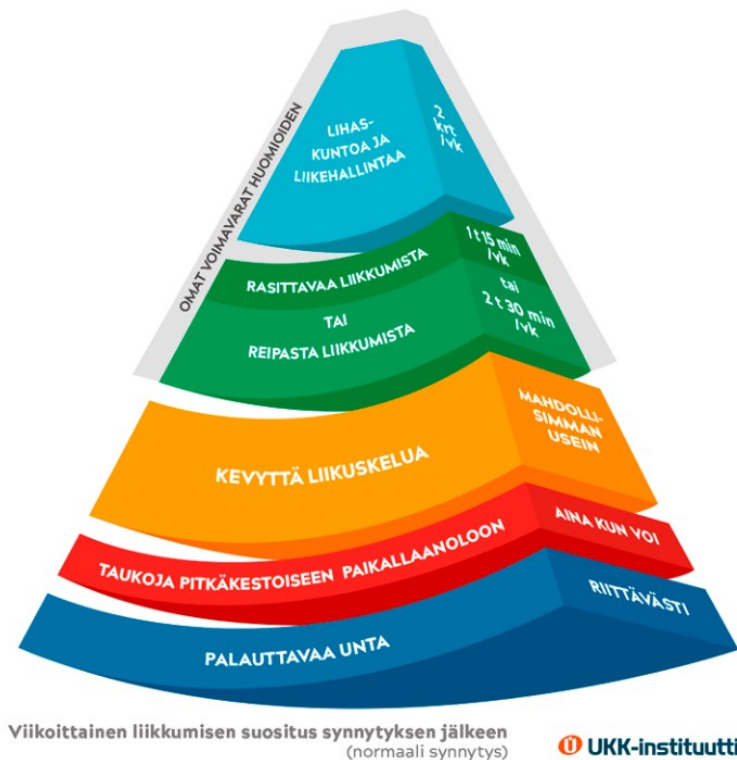 OMAT VOIMAVARAT HUOMIOIDEN
LIHAS-
KUNTOA JA
LIIKEHALLINTAA
2
krt
/vk
RASITTAVAA LIIKKUMISTA
1 t 15 min
/vk
TAI
REIPASTA LIIKKUMISTA
tai
2 t 30 min
/vk
KEVYTTÄ LIIKUSKELUA
MAHDOLLI-
SIMMAN
USEIN
TAUKOJA PITKÄKESTOISEEN PAIKALLAANOLOON
AINA KUN VOI
PALAUTTAVAA UNTA
RIITTÄVÄSTI
Viikoittainen liikkumisen suositus synnytyksen jälkeen
(normaali synnytys)
UKK-instituutti